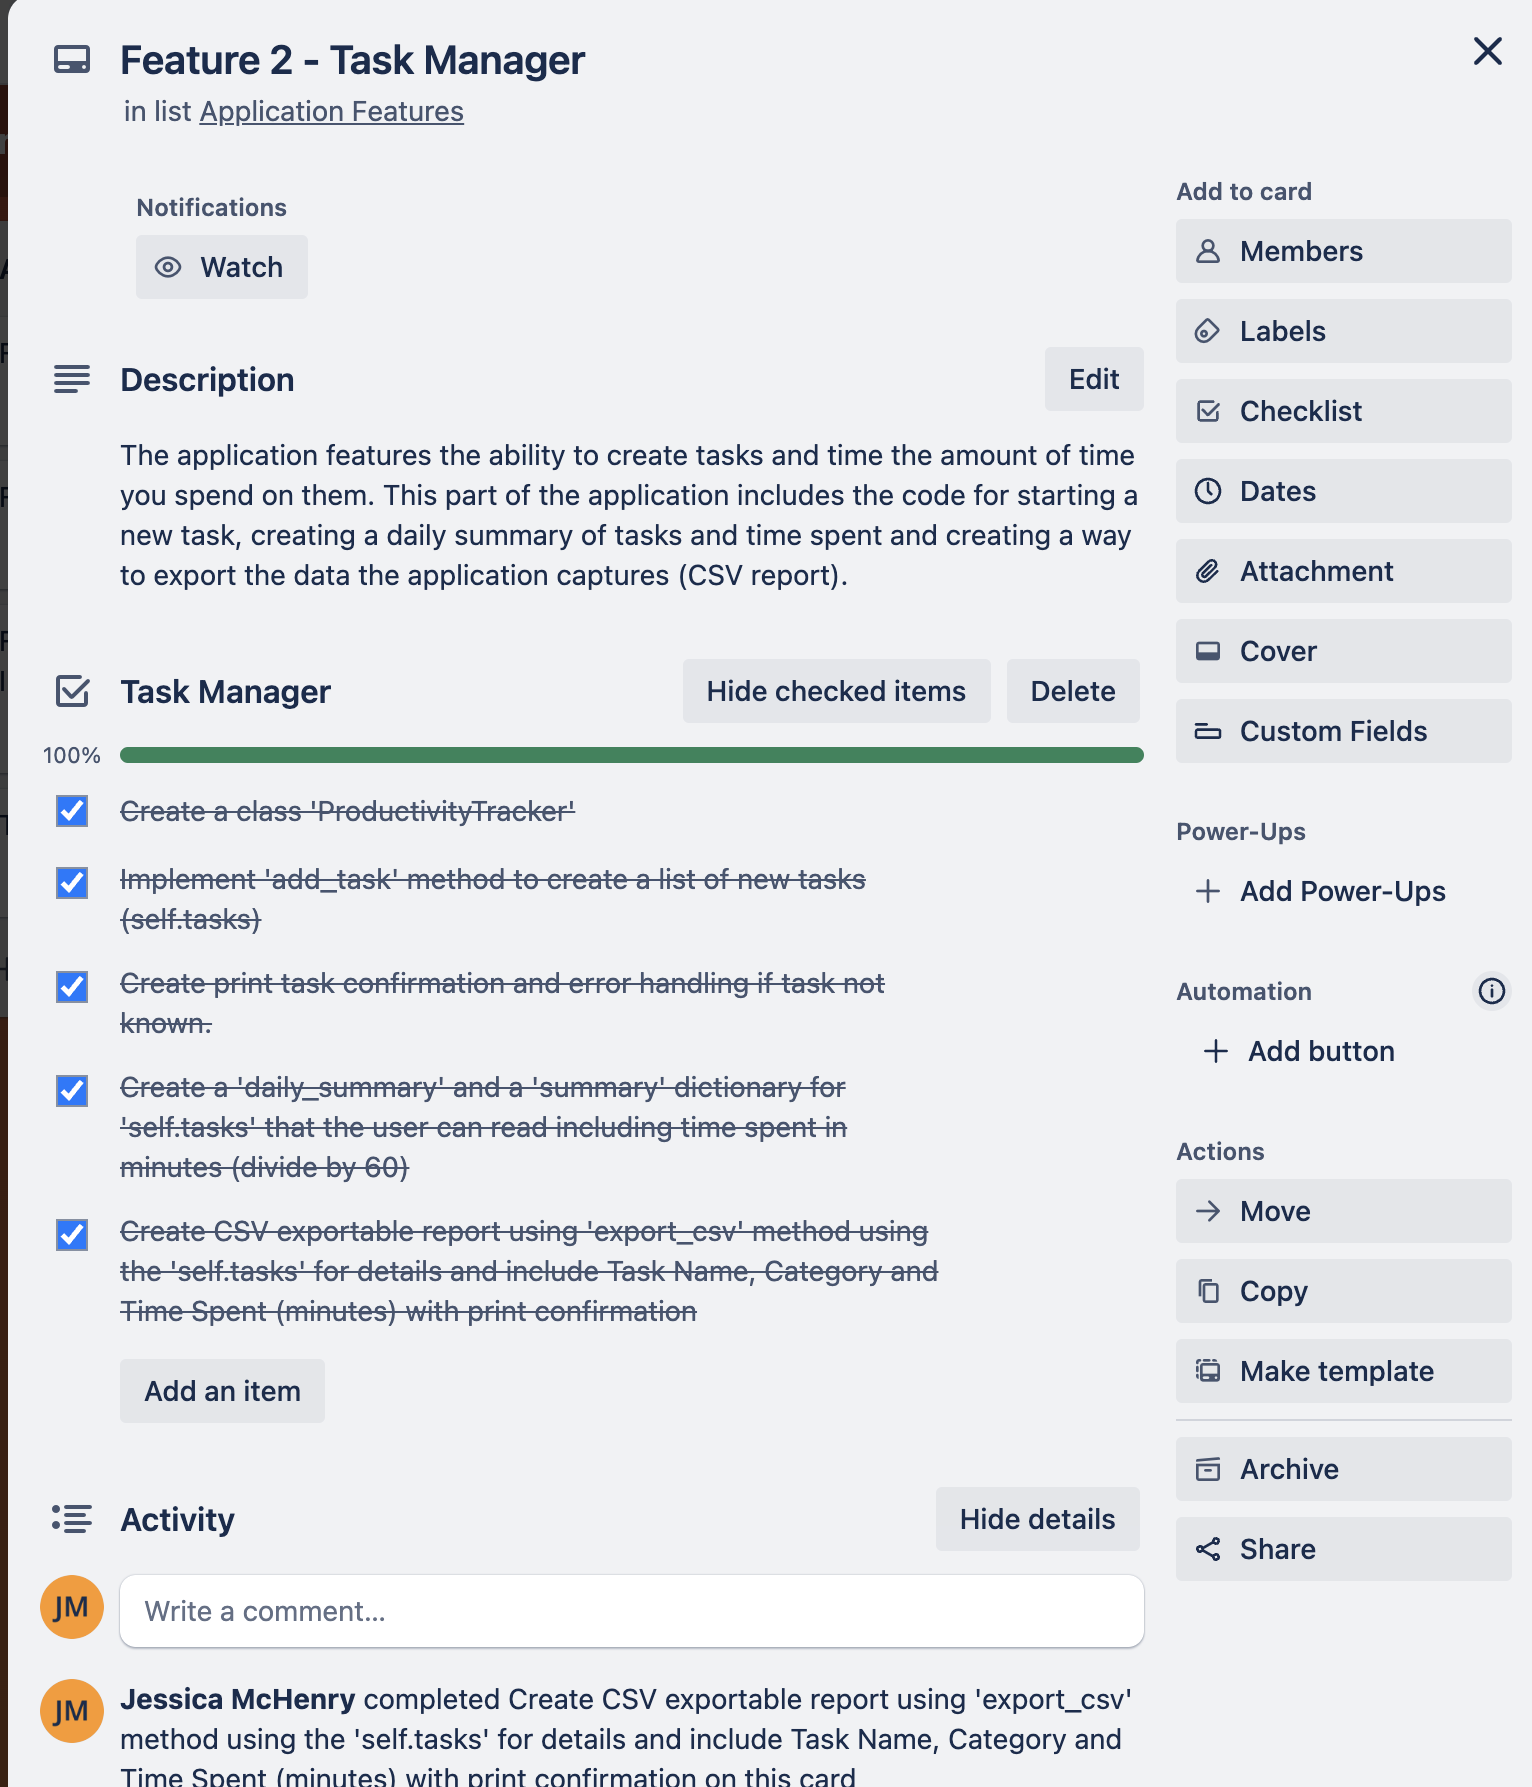 Feature 2 - Task Manager
in list Application Features
Notifications
Watch
Description
Edit
The application features the ability to create tasks and time the amount of time
you spend on them. This part of the application includes the code for starting a
new task, creating a daily summary of tasks and time spent and creating a way
to export the data the application captures (CSV report).
Task Manager
Hide checked items
Delete
100%
Create a class 'ProductivityTracker'
Implement 'add_task' method to create a list of new tasks
(self.tasks)
Create print task confirmation and error handling if task not
known.
Create a 'daily_summary' and a 'summary' dictionary for
'self.tasks' that the user can read including time spent in
minutes (divide by 60)
Create CSV exportable report using 'export_csv' method using
the 'self.tasks' for details and include Task Name, Category and
Time Spent (minutes) with print confirmation
Add an item
Activity
Hide details
JM
Write a comment...
JM
Jessica McHenry completed Create CSV exportable report using 'export_csv'
method using the 'self.tasks' for details and include Task Name, Category and
Time Spent (minutes) with print confirmation on this card
Add to card
Members
Labels
Checklist
Dates
Attachment
Cover
Custom Fields
Power-Ups
Add Power-Ups
Automation
Add button
Actions
Move
Copy
Make template
Archive
Share